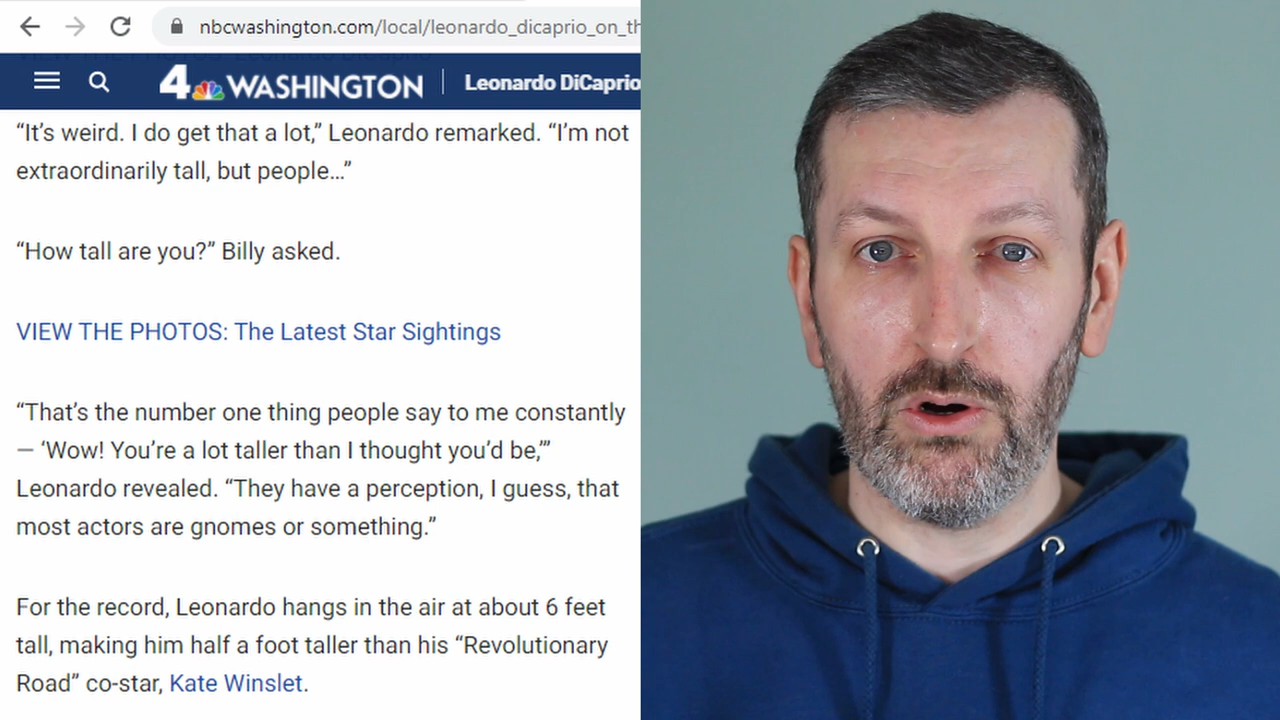 nbcwashington.com/local/leonardo_dicaprio_on_th
4 WASHINGTON
Leonardo DiCaprio
“It’s weird. I do get that a lot,” Leonardo remarked. “I’m not
extraordinarily tall, but people…”
“How tall are you?” Billy asked.
VIEW THE PHOTOS: The Latest Star Sightings
“That’s the number one thing people say to me constantly
— ‘Wow! You’re a lot taller than I thought you’d be,’”
Leonardo revealed. “They have a perception, I guess, that
most actors are gnomes or something.”
For the record, Leonardo hangs in the air at about 6 feet
tall, making him half a foot taller than his “Revolutionary
Road” co-star, Kate Winslet.